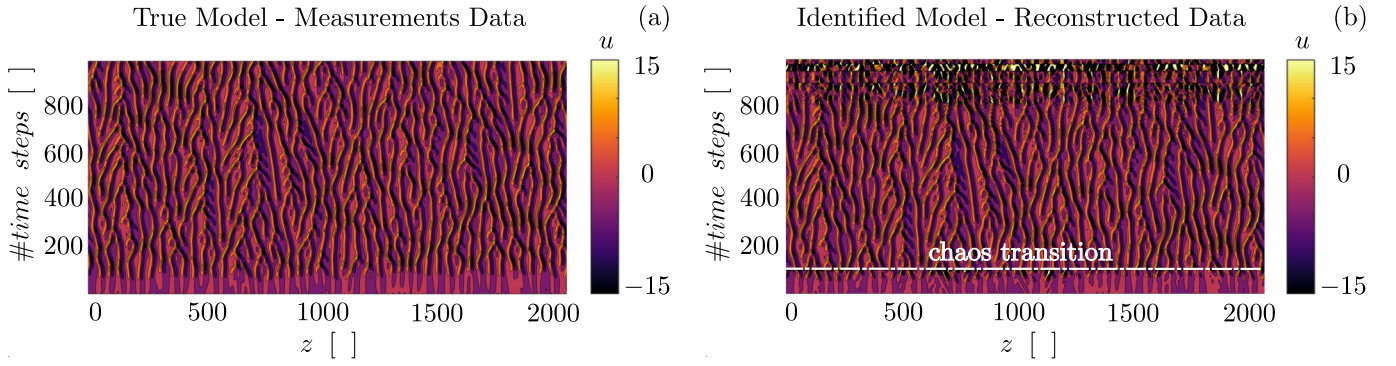 True Model - Measurements Data
(a)
u
15
0
−15
#time steps [ ]
800
600
400
200
0
500
1000
1500
2000
z [ ]
Identified Model - Reconstructed Data
(b)
u
15
0
−15
#time steps [ ]
800
600
400
200
chaos transition
0
500
1000
1500
2000
z [ ]